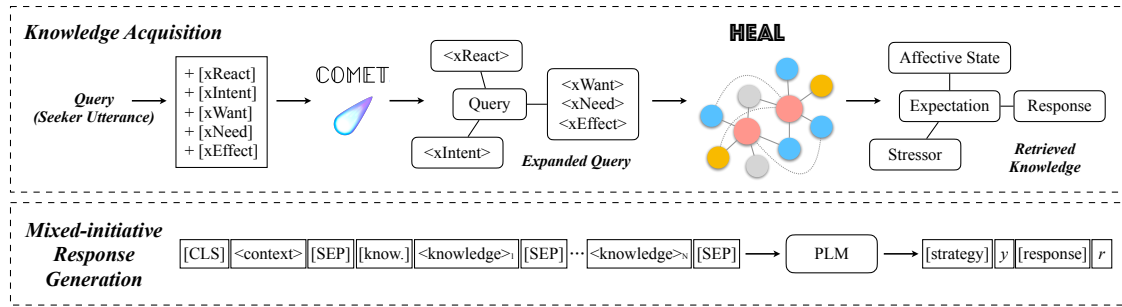 Knowledge Acquisition
Query
(Seeker Utterance)
+ [xReact]
+ [xIntent]
+ [xWant]
+ [xNeed]
+ [xEffect]
COMET
<xReact>
Query
<xIntent>
<xWant>
<xNeed>
<xEffect>
Expanded Query
HEAL
Affective State
Expectation
Response
Stressor
Retrieved
Knowledge
Mixed-initiative
Response
Generation
[CLS] <context> [SEP] [know.] <knowledge>₁ [SEP] ··· <knowledge>N [SEP]
PLM
[strategy] y [response] r